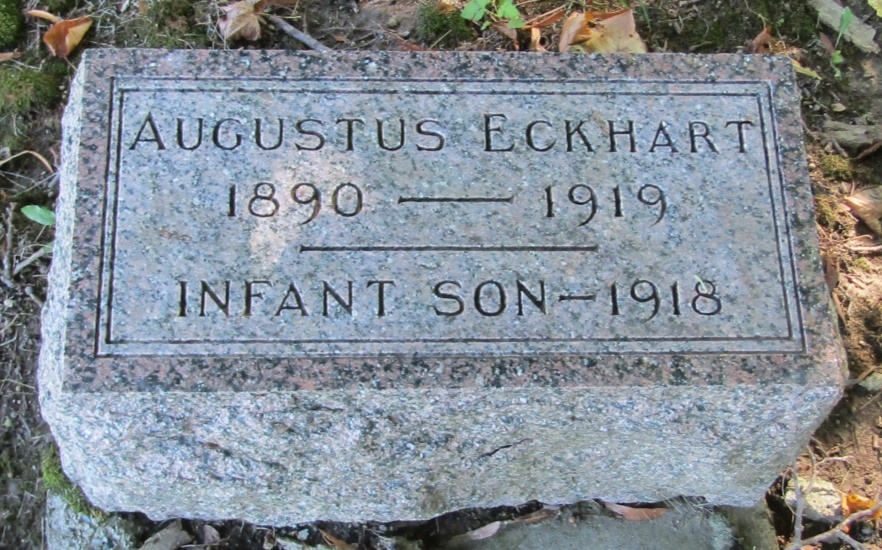 AUGUSTUS ECKHART
1890 — 1919
INFANT SON – 1918